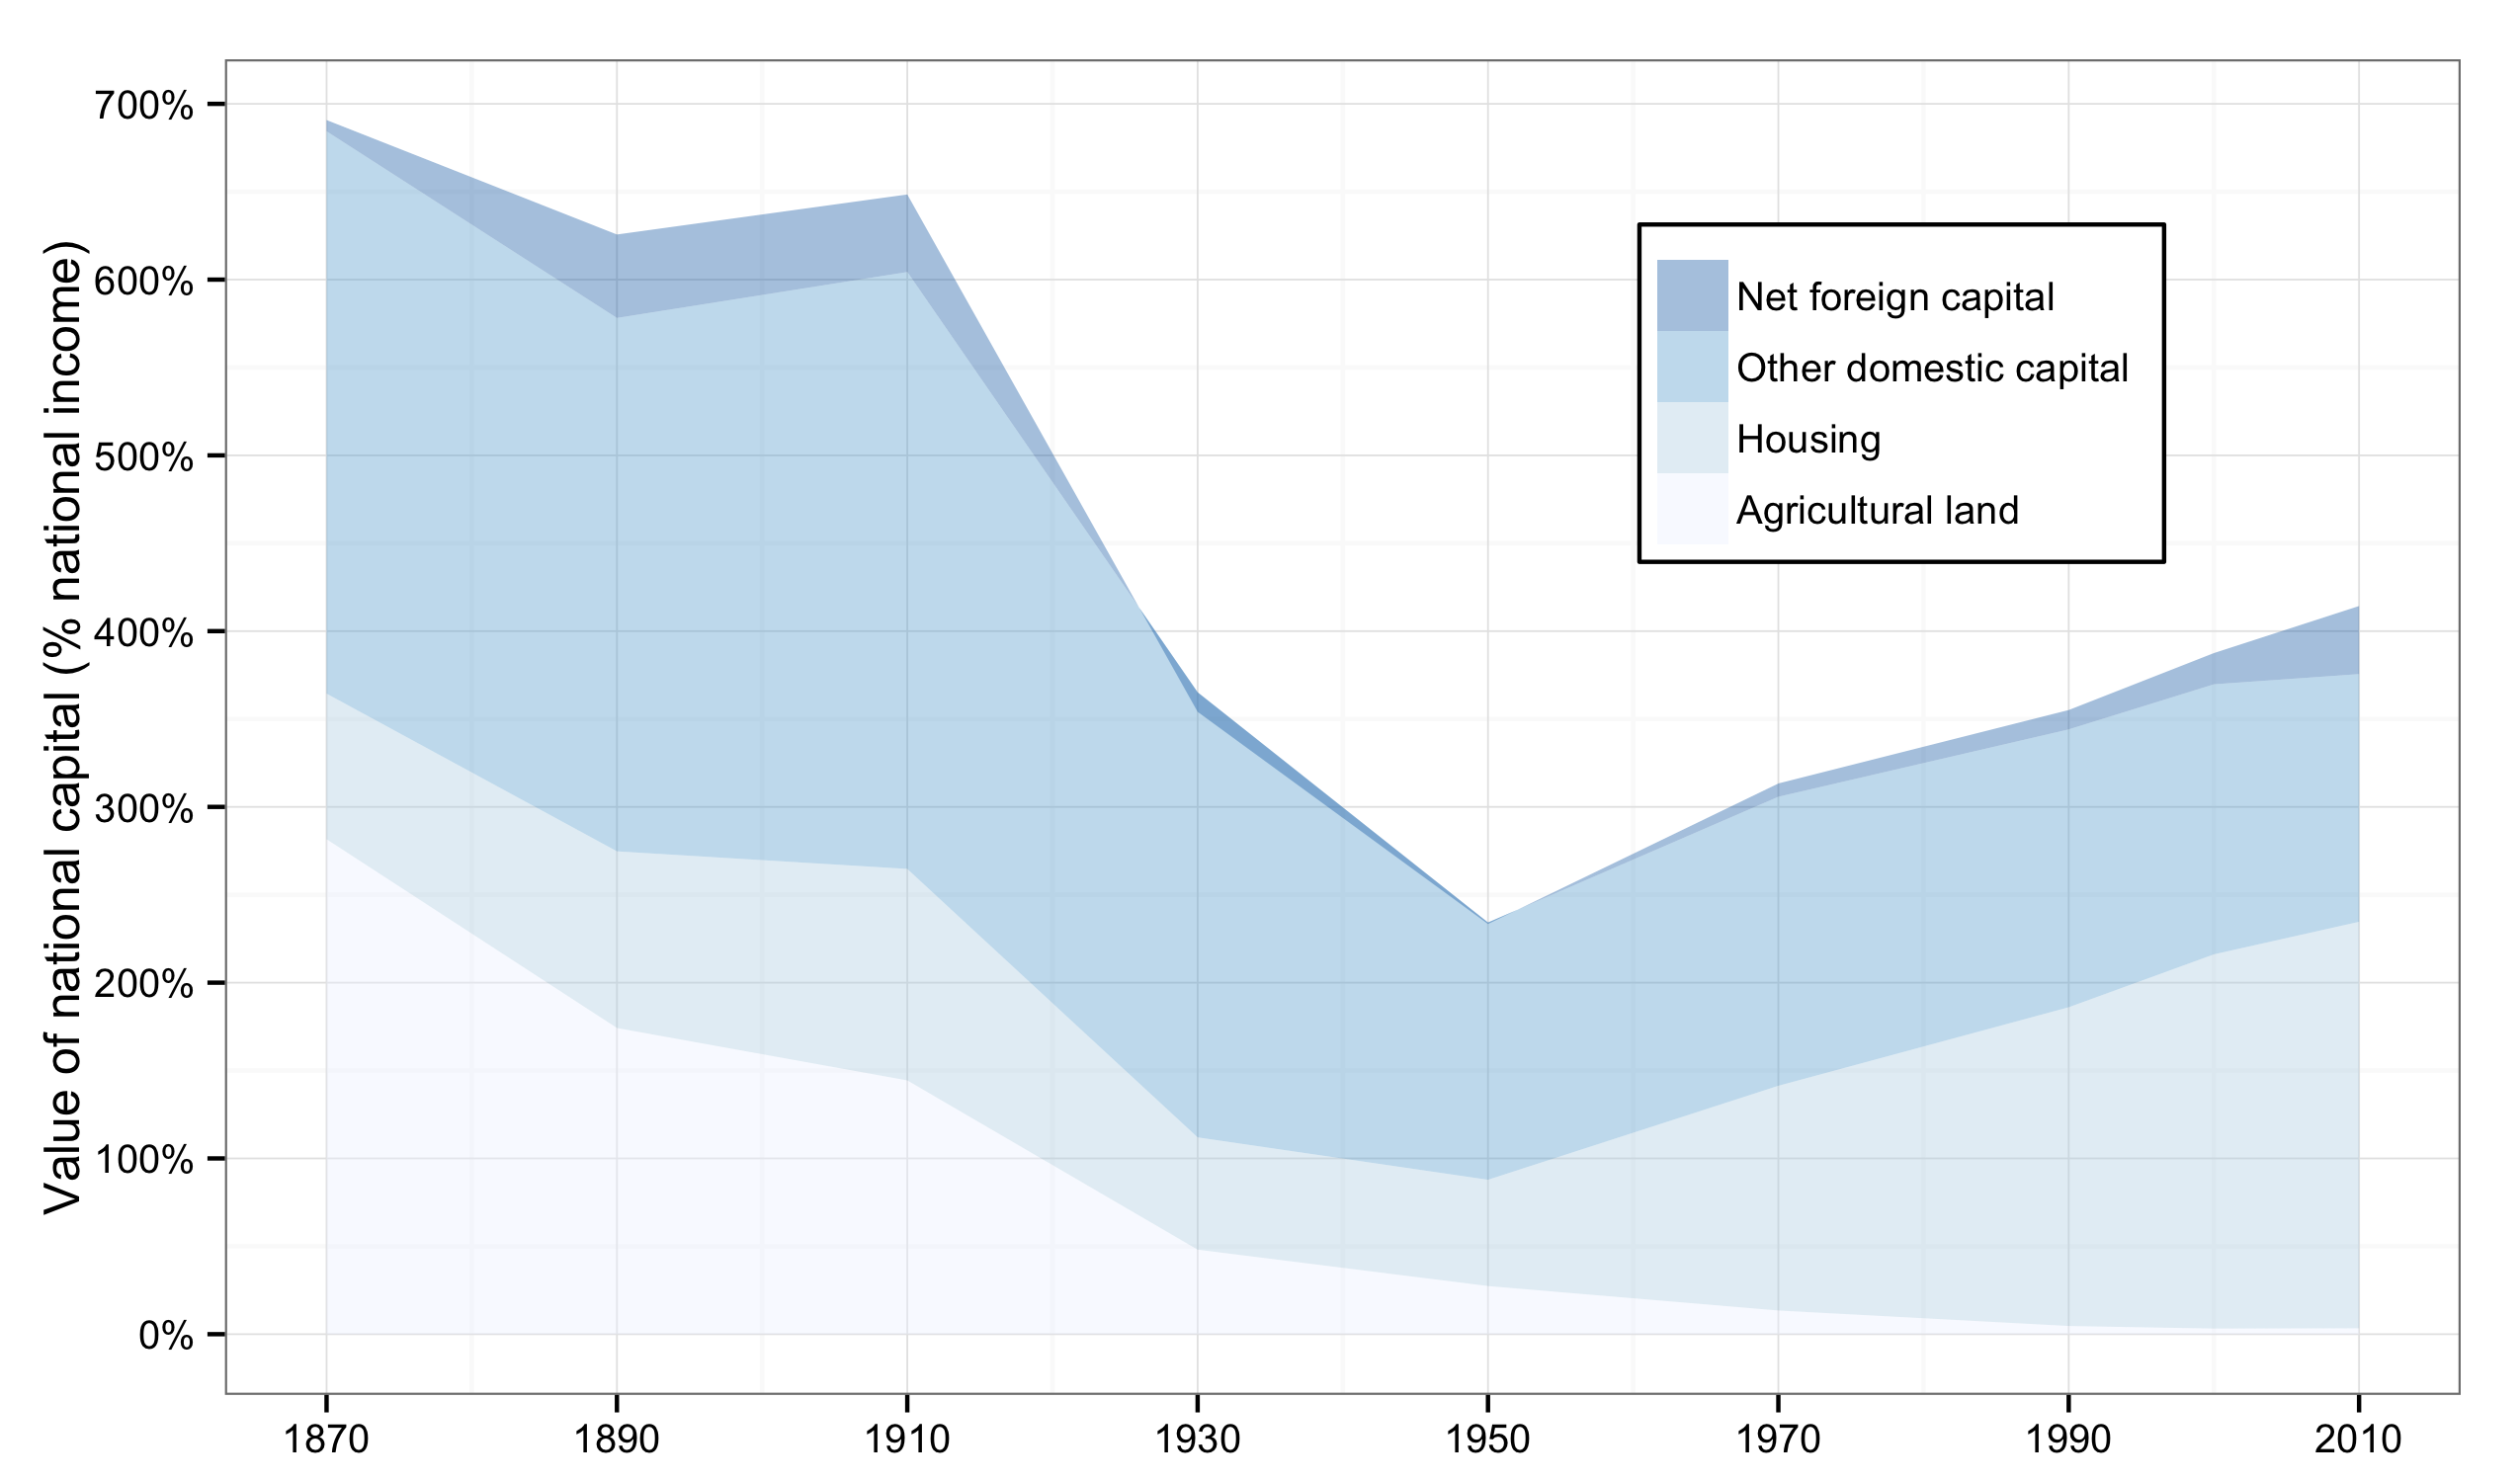 Value of national capital (% national income)
700%
600%
500%
400%
300%
200%
100%
0%
Net foreign capital
Other domestic capital
Housing
Agricultural land
1870 1890 1910 1930 1950 1970 1990 2010